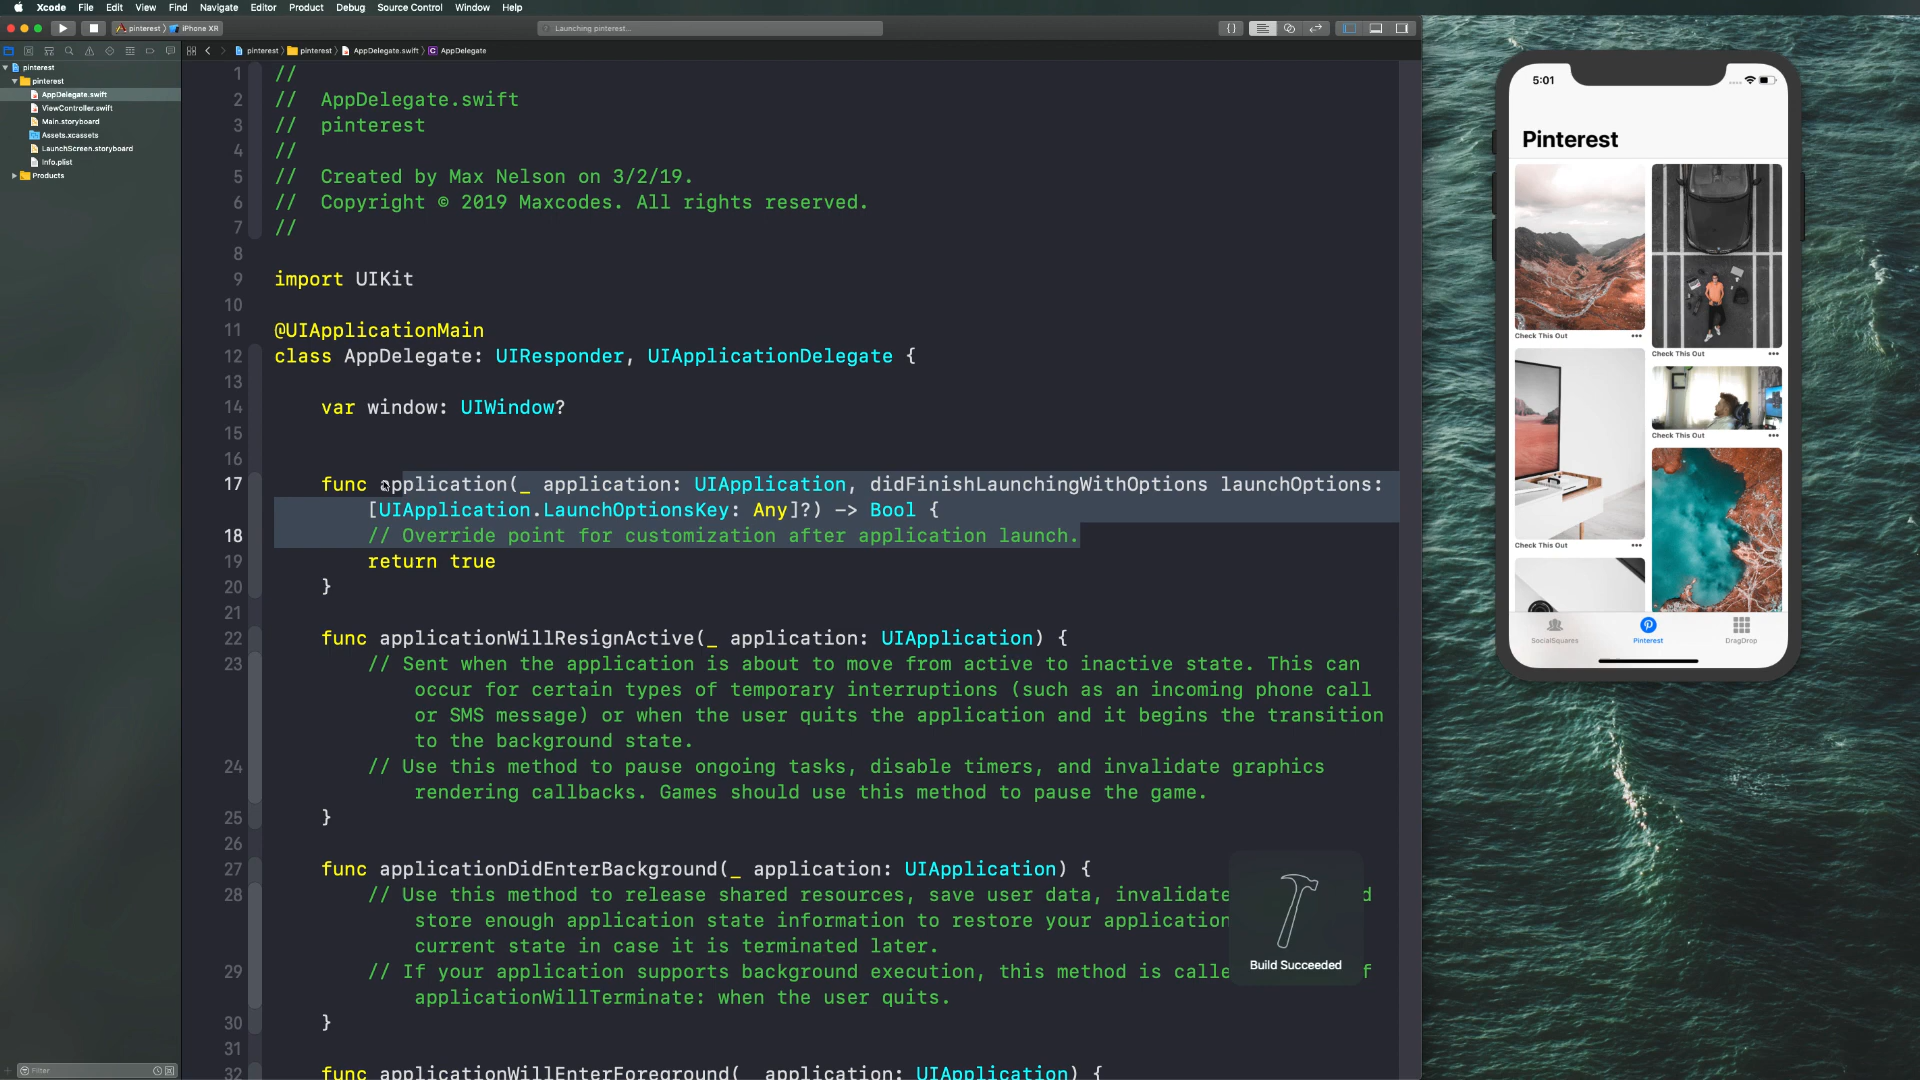 Xcode File Edit View Find Navigate Editor Product Debug Source Control Window Help
pinterest iPhone XR
Launching pinterest...
{}
pinterest pinterest AppDelegate.swift C AppDelegate
pinterest
pinterest
AppDelegate.swift
ViewController.swift
Main.storyboard
Assets.xcassets
LaunchScreen.storyboard
Info.plist
Products
Filter
1 //
2 //  AppDelegate.swift
3 //  pinterest
4 //
5 //  Created by Max Nelson on 3/2/19.
6 //  Copyright © 2019 Maxcodes. All rights reserved.
7 //
8
9 import UIKit
10
11 @UIApplicationMain
12 class AppDelegate: UIResponder, UIApplicationDelegate {
13
14 var window: UIWindow?
15
16
17 func application(_ application: UIApplication, didFinishLaunchingWithOptions launchOptions:
[UIApplication.LaunchOptionsKey: Any]?) -> Bool {
18 // Override point for customization after application launch.
19 return true
20 }
21
22 func applicationWillResignActive(_ application: UIApplication) {
23 // Sent when the application is about to move from active to inactive state. This can
occur for certain types of temporary interruptions (such as an incoming phone call
or SMS message) or when the user quits the application and it begins the transition
to the background state.
24 // Use this method to pause ongoing tasks, disable timers, and invalidate graphics
rendering callbacks. Games should use this method to pause the game.
25 }
26
27 func applicationDidEnterBackground(_ application: UIApplication) {
28 // Use this method to release shared resources, save user data, invalidate d
store enough application state information to restore your application
current state in case it is terminated later.
29 // If your application supports background execution, this method is calle f
applicationWillTerminate: when the user quits.
30 }
31
32 func applicationWillEnterForeground(_ application: UIApplication) {
Build Succeeded
5:01
Pinterest
Check This Out
Check This Out
Check This Out
Check This Out
SocialSquares Pinterest DragDrop